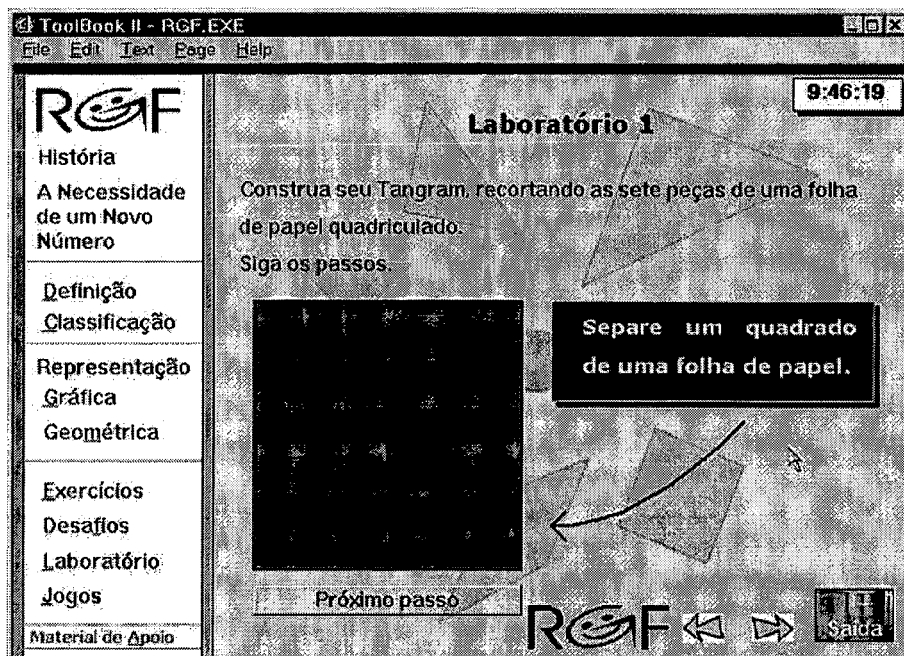 ToolBook II - RGF.EXE
File Edit Text Page Help
RGF
História
A Necessidade
de um Novo
Número
Definição
Classificação
Representação
Gráfica
Geométrica
Exercícios
Desafios
Laboratório
Jogos
Material de Apoio
9:46:19
Laboratório 1
Construa seu Tangram, recortando as sete peças de uma folha
de papel quadriculado.
Siga os passos.
Separe um quadrado
de uma folha de papel.
Próximo passo
RGF
Saída